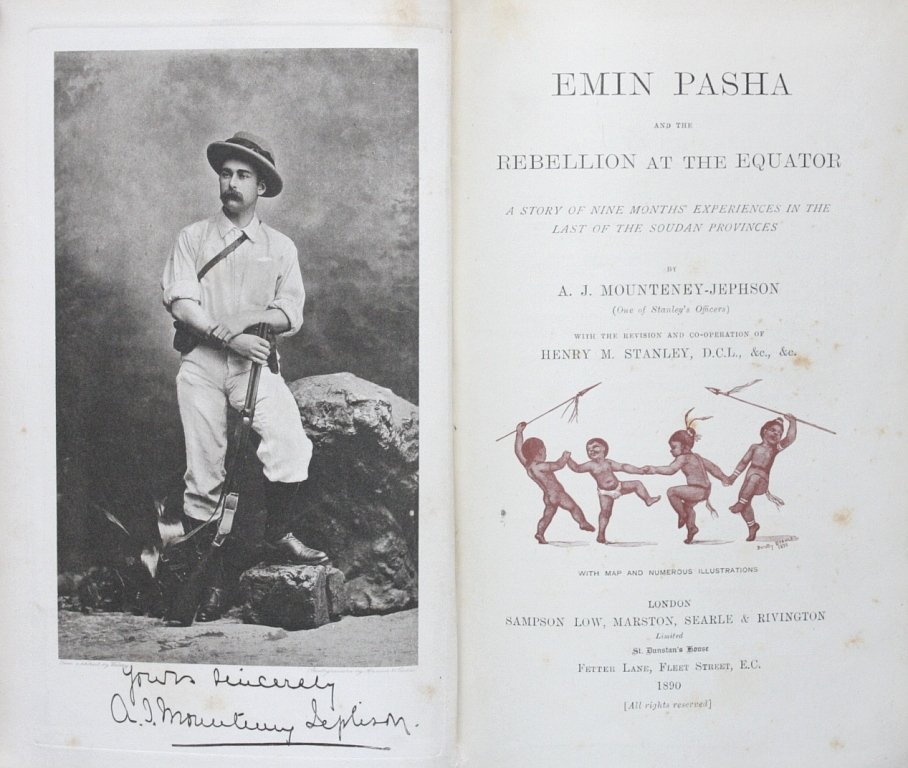 Yours sincerely
A. J. Mounteney Jephson.
EMIN PASHA
AND THE
REBELLION AT THE EQUATOR
A STORY OF NINE MONTHS' EXPERIENCES IN THE
LAST OF THE SOUDAN PROVINCES
BY
A. J. MOUNTENEY-JEPHSON
(One of Stanley's Officers)
WITH THE REVISION AND CO-OPERATION OF
HENRY M. STANLEY, D.C.L., &c., &c.
WITH MAP AND NUMEROUS ILLUSTRATIONS
LONDON
SAMPSON LOW, MARSTON, SEARLE & RIVINGTON
Limited
St. Dunstan's House
FETTER LANE, FLEET STREET, E.C.
1890
[All rights reserved]